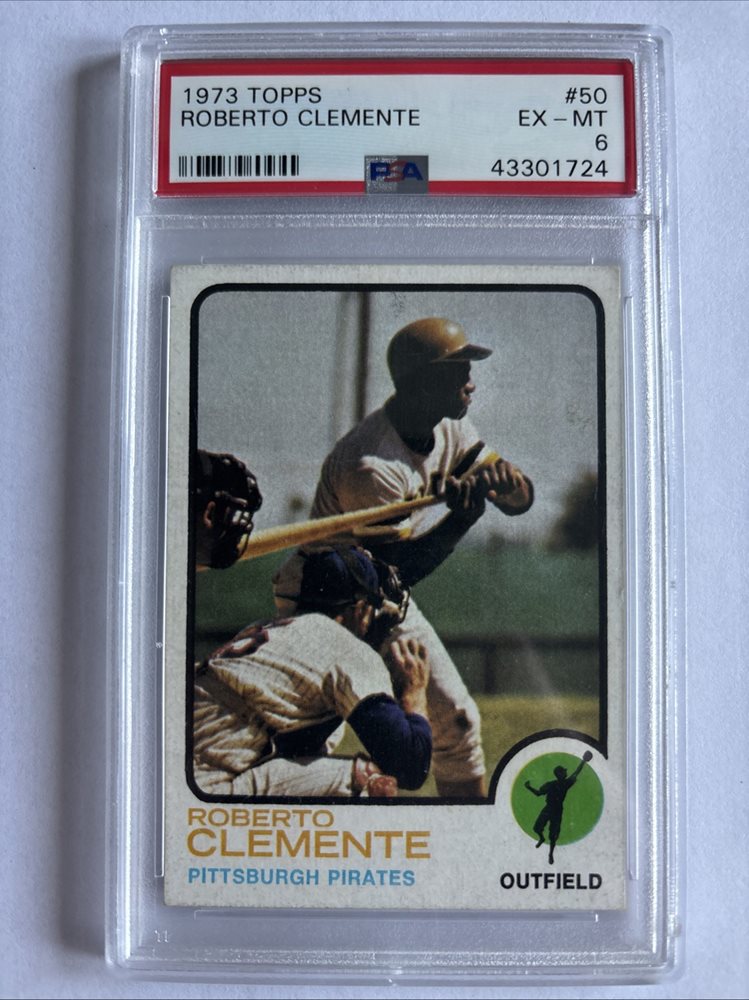 1973 TOPPS #50
ROBERTO CLEMENTE EX - MT
6
PSA 43301724
ROBERTO
CLEMENTE
PITTSBURGH PIRATES
OUTFIELD